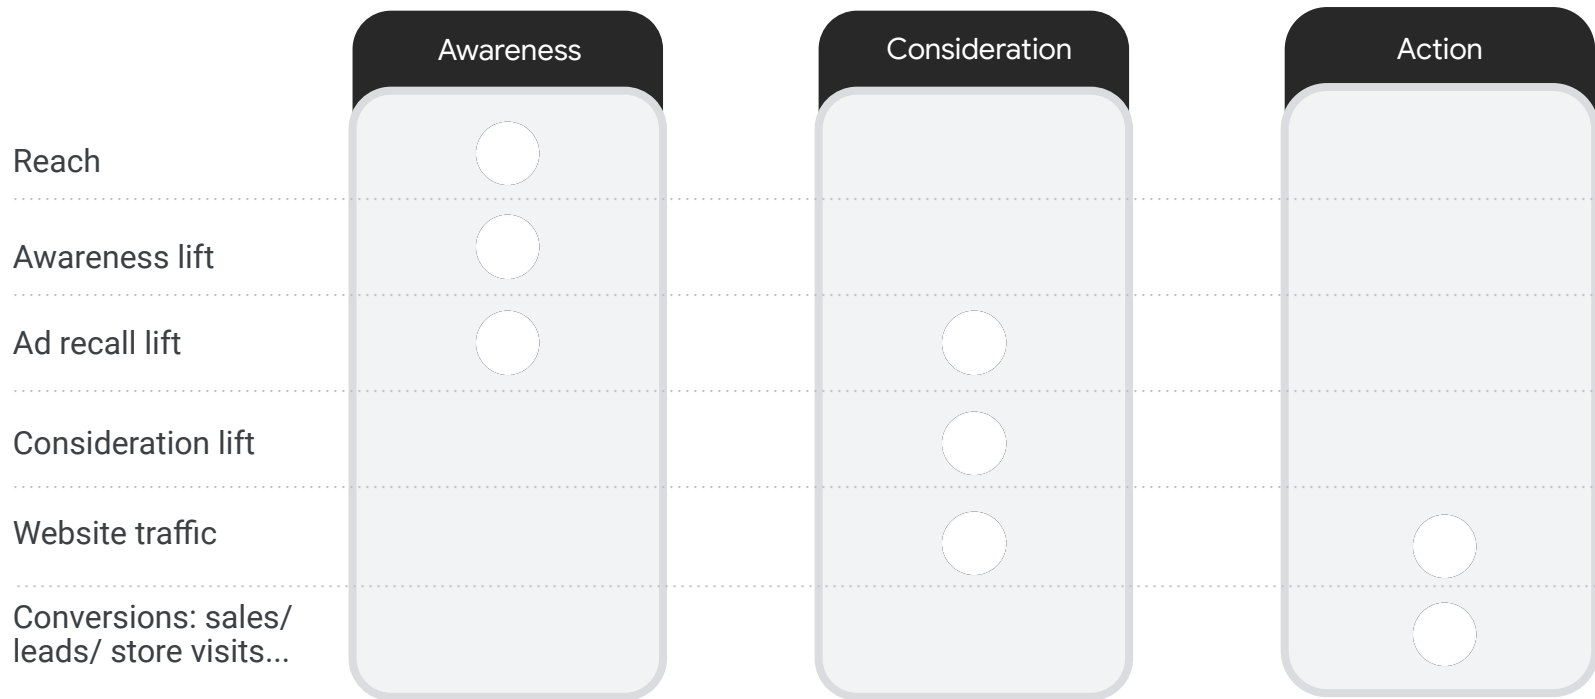 Awareness
Consideration
Action
Reach
Awareness lift
Ad recall lift
Consideration lift
Website traffic
Conversions: sales/
leads/ store visits...